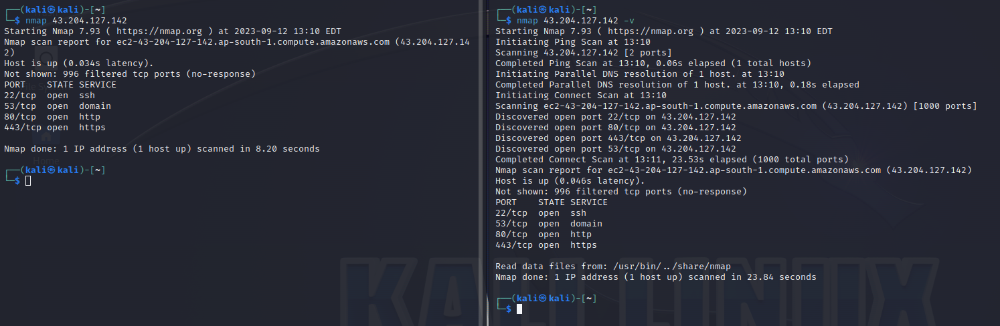 ┌──(kali㉿kali)-[~]
└─$ nmap 43.204.127.142
Starting Nmap 7.93 ( https://nmap.org ) at 2023-09-12 13:10 EDT
Nmap scan report for ec2-43-204-127-142.ap-south-1.compute.amazonaws.com (43.204.127.14
2)
Host is up (0.034s latency).
Not shown: 996 filtered tcp ports (no-response)
PORT    STATE SERVICE
22/tcp  open  ssh
53/tcp  open  domain
80/tcp  open  http
443/tcp open  https
Nmap done: 1 IP address (1 host up) scanned in 8.20 seconds
Home
┌──(kali㉿kali)-[~]
└─$
┌──(kali㉿kali)-[~]
└─$ nmap 43.204.127.142 -v
Starting Nmap 7.93 ( https://nmap.org ) at 2023-09-12 13:10 EDT
Initiating Ping Scan at 13:10
Scanning 43.204.127.142 [2 ports]
Completed Ping Scan at 13:10, 0.06s elapsed (1 total hosts)
Initiating Parallel DNS resolution of 1 host. at 13:10
Completed Parallel DNS resolution of 1 host. at 13:10, 0.18s elapsed
Initiating Connect Scan at 13:10
Scanning ec2-43-204-127-142.ap-south-1.compute.amazonaws.com (43.204.127.142) [1000 ports]
Discovered open port 22/tcp on 43.204.127.142
Discovered open port 80/tcp on 43.204.127.142
Discovered open port 443/tcp on 43.204.127.142
Discovered open port 53/tcp on 43.204.127.142
Completed Connect Scan at 13:11, 23.53s elapsed (1000 total ports)
Nmap scan report for ec2-43-204-127-142.ap-south-1.compute.amazonaws.com (43.204.127.142)
Host is up (0.046s latency).
Not shown: 996 filtered tcp ports (no-response)
PORT    STATE SERVICE
22/tcp  open  ssh
53/tcp  open  domain
80/tcp  open  http
443/tcp open  https
Read data files from: /usr/bin/../share/nmap
Nmap done: 1 IP address (1 host up) scanned in 23.84 seconds
┌──(kali㉿kali)-[~]
└─$
KALI LINUX